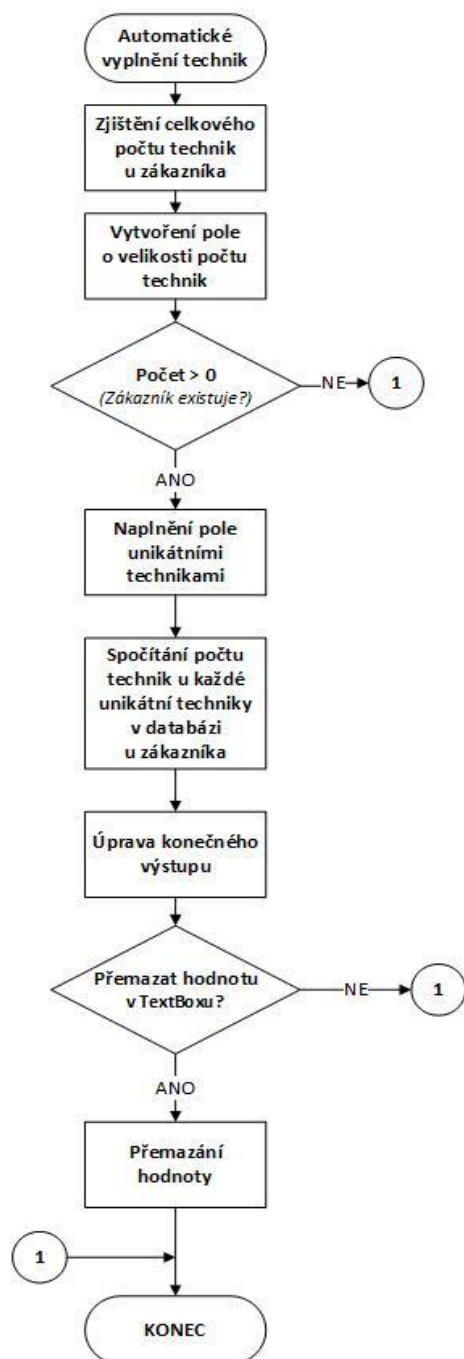 Automatické
vyplnění technik
Zjištění celkového
počtu technik
u zákazníka
Vytvoření pole
o velikosti počtu
technik
Počet > 0
(Zákazník existuje?)
NE
1
ANO
Naplnění pole
unikátními
technikami
Spočítání počtu
technik u každé
unikátní techniky
v databázi
u zákazníka
Úprava konečného
výstupu
Přemazat hodnotu
v TextBoxu?
NE
1
ANO
Přemazání
hodnoty
1
KONEC